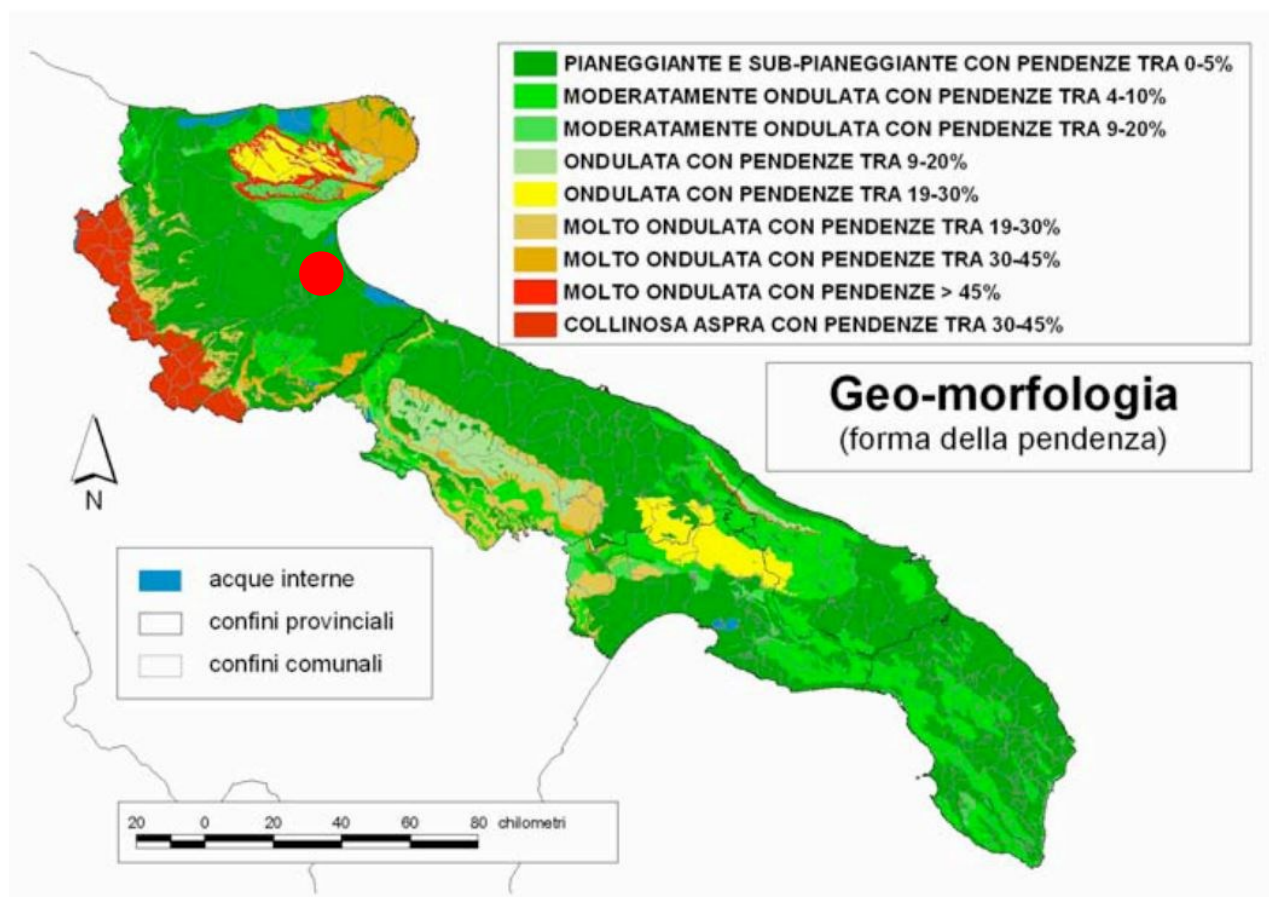 PIANEGGIANTE E SUB-PIANEGGIANTE CON PENDENZE TRA 0-5%
MODERATAMENTE ONDULATA CON PENDENZE TRA 4-10%
MODERATAMENTE ONDULATA CON PENDENZE TRA 9-20%
ONDULATA CON PENDENZE TRA 9-20%
ONDULATA CON PENDENZE TRA 19-30%
MOLTO ONDULATA CON PENDENZE TRA 19-30%
MOLTO ONDULATA CON PENDENZE TRA 30-45%
MOLTO ONDULATA CON PENDENZE > 45%
COLLINOSA ASPRA CON PENDENZE TRA 30-45%
Geo-morfologia
(forma della pendenza)
N
acque interne
confini provinciali
confini comunali
20 0 20 40 60 80 chilometri